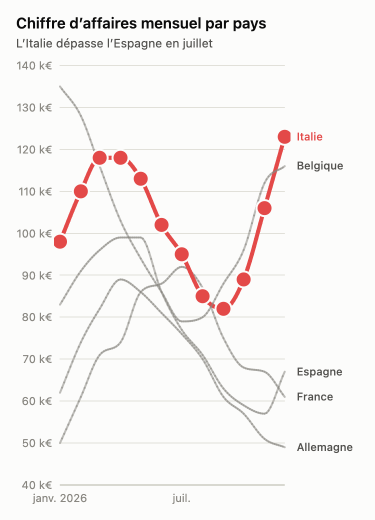 Chiffre d’affaires mensuel par pays
L’Italie dépasse l’Espagne en juillet
140 k€
130 k€
120 k€
110 k€
100 k€
90 k€
80 k€
70 k€
60 k€
50 k€
40 k€
janv. 2026
juil.
Italie
Belgique
Espagne
France
Allemagne